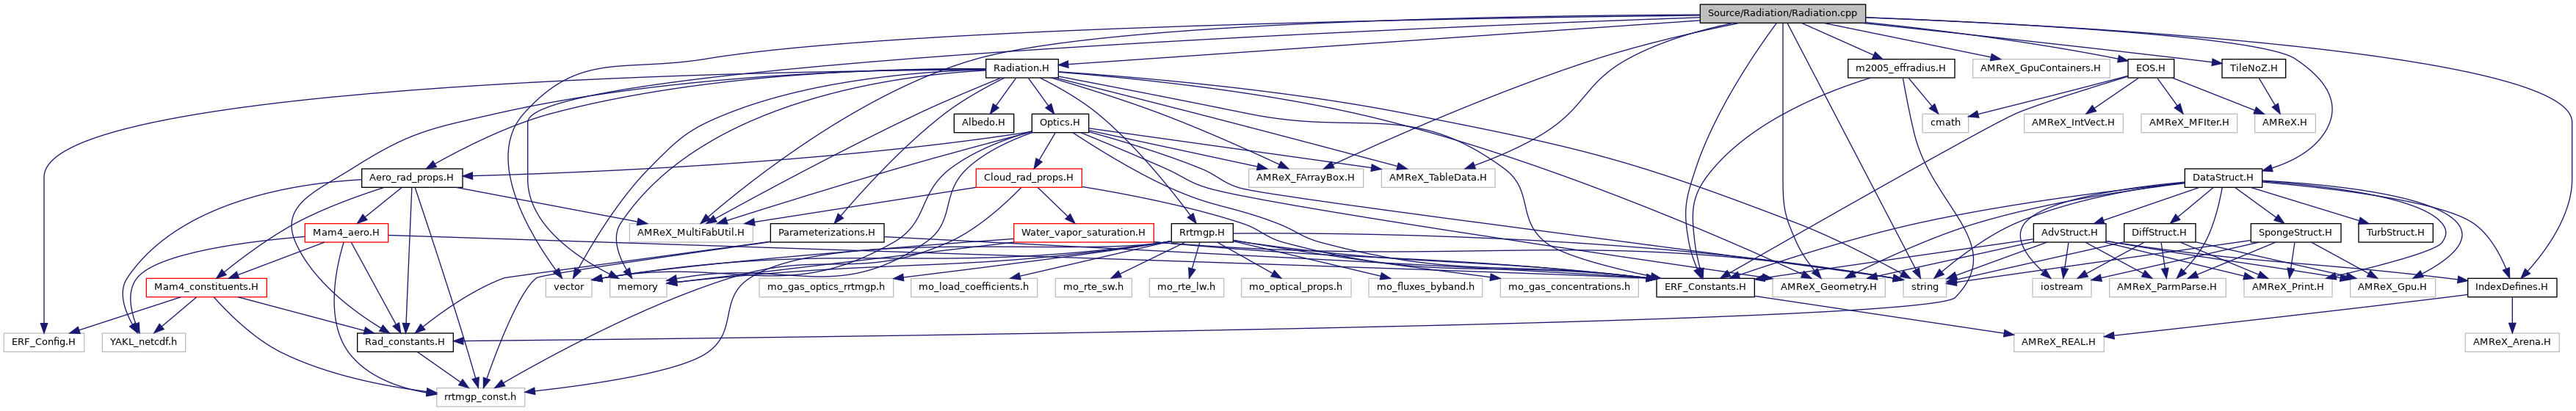 Source/Radiation/Radiation.cpp
Radiation.H
m2005_effradius.H
AMReX_GpuContainers.H
EOS.H
TileNoZ.H
Albedo.H
Optics.H
cmath
AMReX_IntVect.H
AMReX_MFIter.H
AMReX.H
Aero_rad_props.H
Cloud_rad_props.H
AMReX_FArrayBox.H
AMReX_TableData.H
DataStruct.H
Mam4_aero.H
AMReX_MultiFabUtil.H
Parameterizations.H
Water_vapor_saturation.H
Rrtmgp.H
AdvStruct.H
DiffStruct.H
SpongeStruct.H
TurbStruct.H
Mam4_constituents.H
vector
memory
mo_gas_optics_rrtmgp.h
mo_load_coefficients.h
mo_rte_sw.h
mo_rte_lw.h
mo_optical_props.h
mo_fluxes_byband.h
mo_gas_concentrations.h
ERF_Constants.H
AMReX_Geometry.H
string
iostream
AMReX_ParmParse.H
AMReX_Print.H
AMReX_Gpu.H
IndexDefines.H
ERF_Config.H
YAKL_netcdf.h
Rad_constants.H
AMReX_REAL.H
AMReX_Arena.H
rrtmgp_const.h